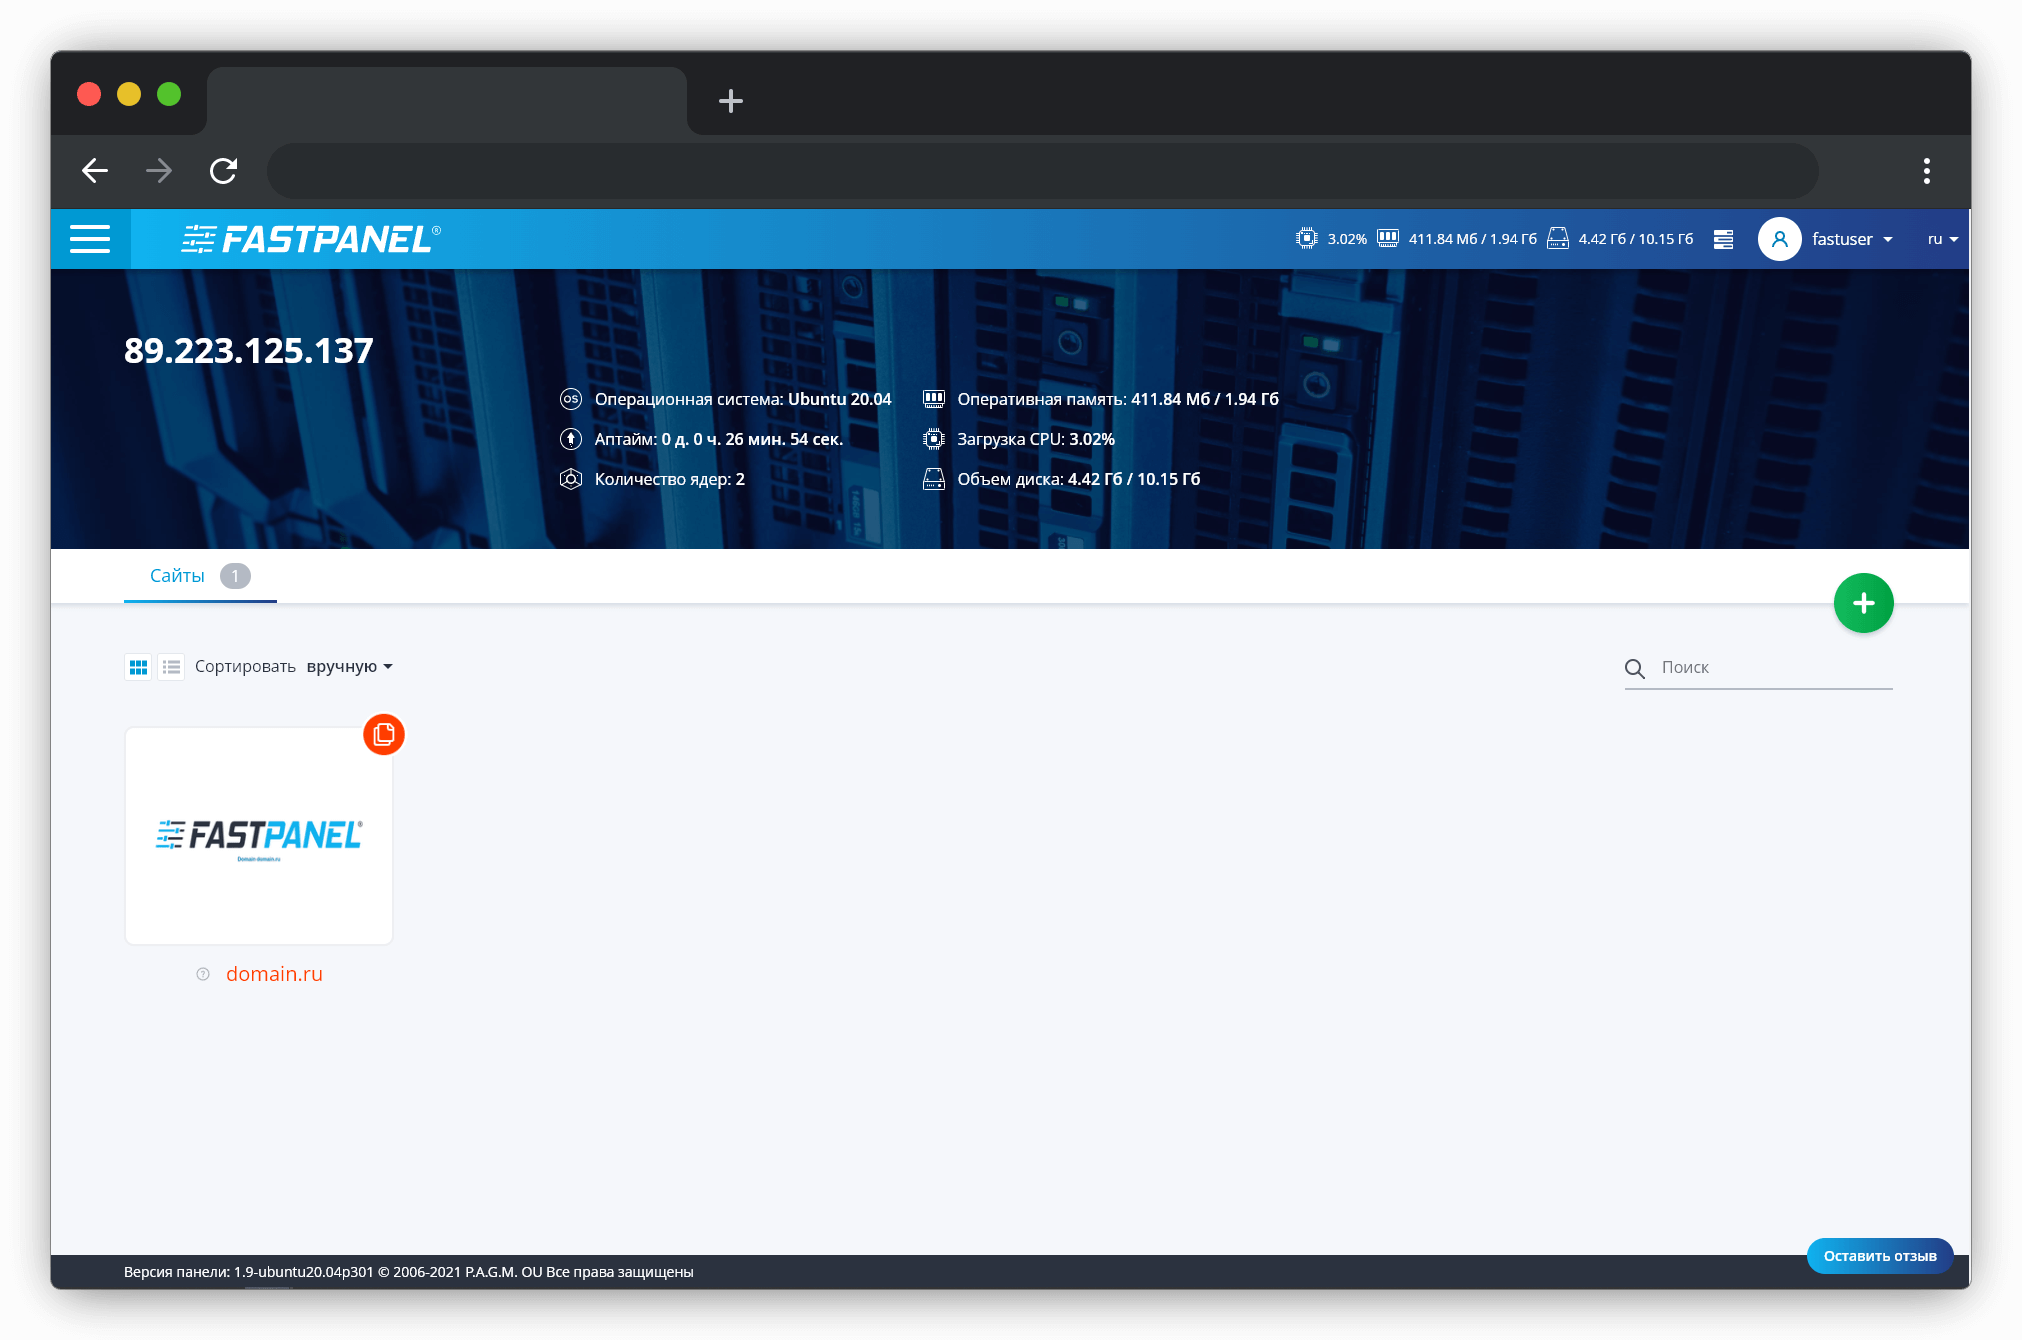 FASTPANEL®
3.02% 411.84 Мб / 1.94 Гб 4.42 Гб / 10.15 Гб fastuser ru
89.223.125.137
OS Операционная система: Ubuntu 20.04 Оперативная память: 411.84 Мб / 1.94 Гб
Аптайм: 0 д. 0 ч. 26 мин. 54 сек. Загрузка CPU: 3.02%
Количество ядер: 2 Объем диска: 4.42 Гб / 10.15 Гб
Сайты 1
Сортировать вручную Поиск
FASTPANEL®
Domain domain.ru
? domain.ru
Оставить отзыв
Версия панели: 1.9-ubuntu20.04p301 © 2006-2021 P.A.G.M. OU Все права защищены